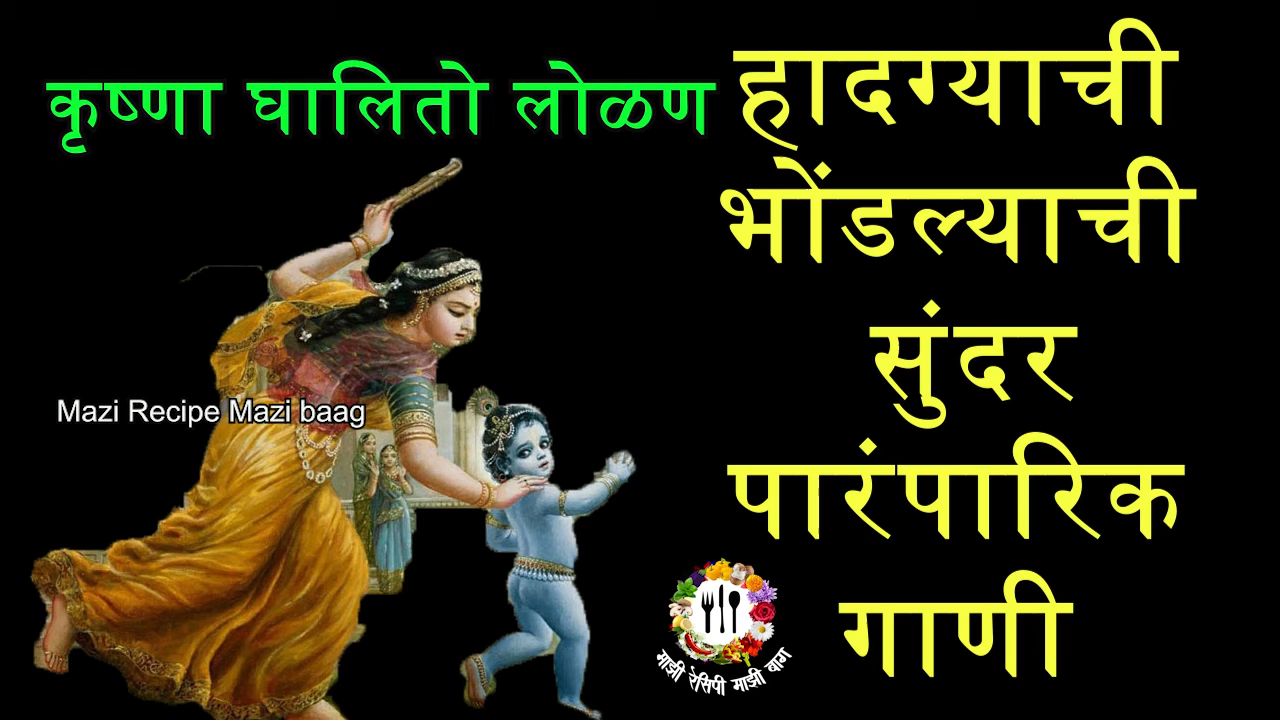 कृष्णा घालितो लोळण
हादग्याची
भोंडल्याची
सुंदर
पारंपारिक
गाणी
Mazi Recipe Mazi baag
माझी रेसिपी माझी बाग